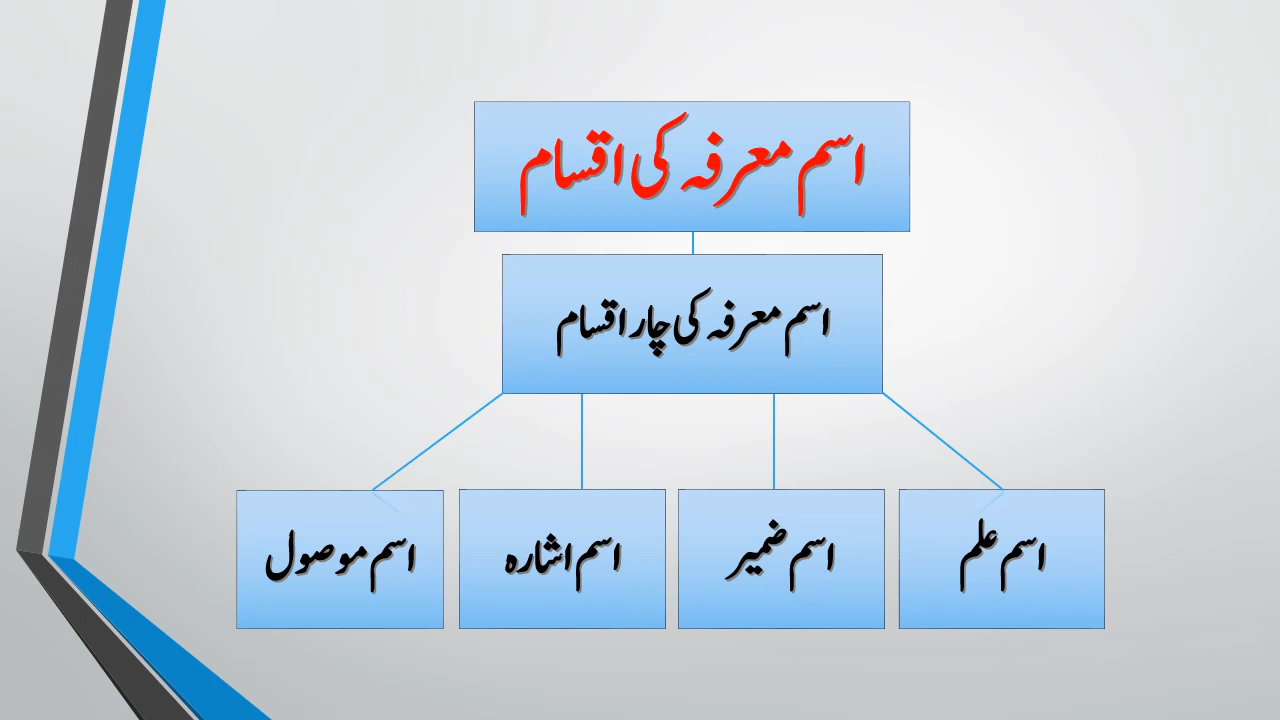 اسم معرفہ کی اقسام
اسم معرفہ کی چار اقسام
اسم علم
اسم ضمیر
اسم اشارہ
اسم موصول